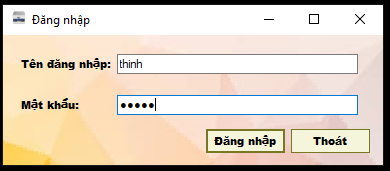 Đăng nhập
Tên đăng nhập: thinh
Mật khẩu: ●●●●●
Đăng nhập Thoát